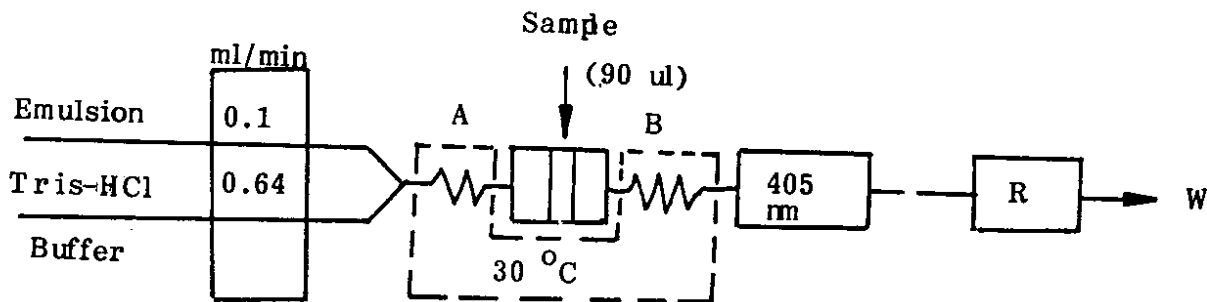 Sample
ml/min
(90 ul)
Emulsion
0.1
A
B
Tris-HCl
0.64
405
nm
R
W
Buffer
30 °C